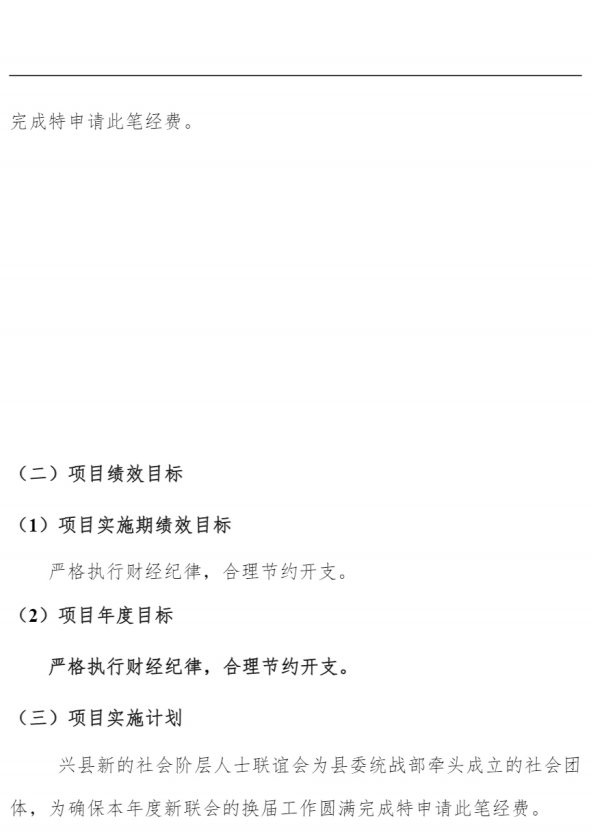 完成特申请此笔经费。
（二）项目绩效目标
（1）项目实施期绩效目标
严格执行财经纪律，合理节约开支。
（2）项目年度目标
严格执行财经纪律，合理节约开支。
（三）项目实施计划
兴县新的社会阶层人士联谊会为县委统战部牵头成立的社会团
体，为确保本年度新联会的换届工作圆满完成特申请此笔经费。